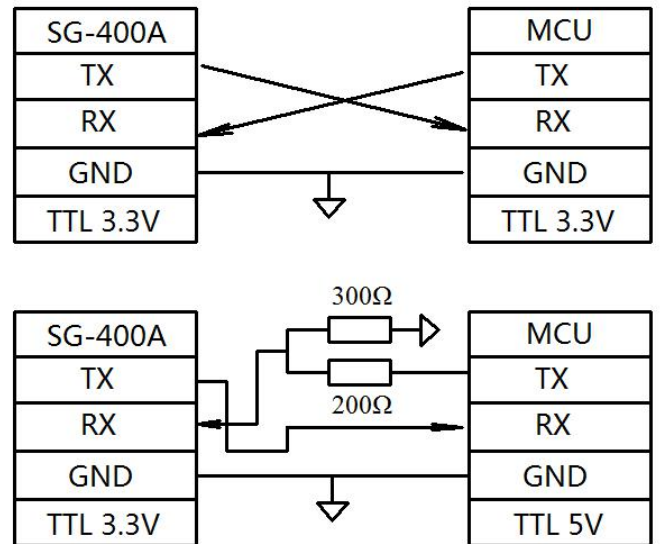 SG-400A
TX
RX
GND
TTL 3.3V
MCU
TX
RX
GND
TTL 3.3V
300Ω
200Ω
SG-400A
TX
RX
GND
TTL 3.3V
MCU
TX
RX
GND
TTL 5V